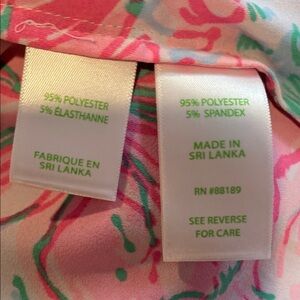 95% POLYESTER
5% ÉLASTHANNE
FABRIQUE EN
SRI LANKA
95% POLYESTER
5% SPANDEX
MADE IN
SRI LANKA
RN #88189
SEE REVERSE
FOR CARE